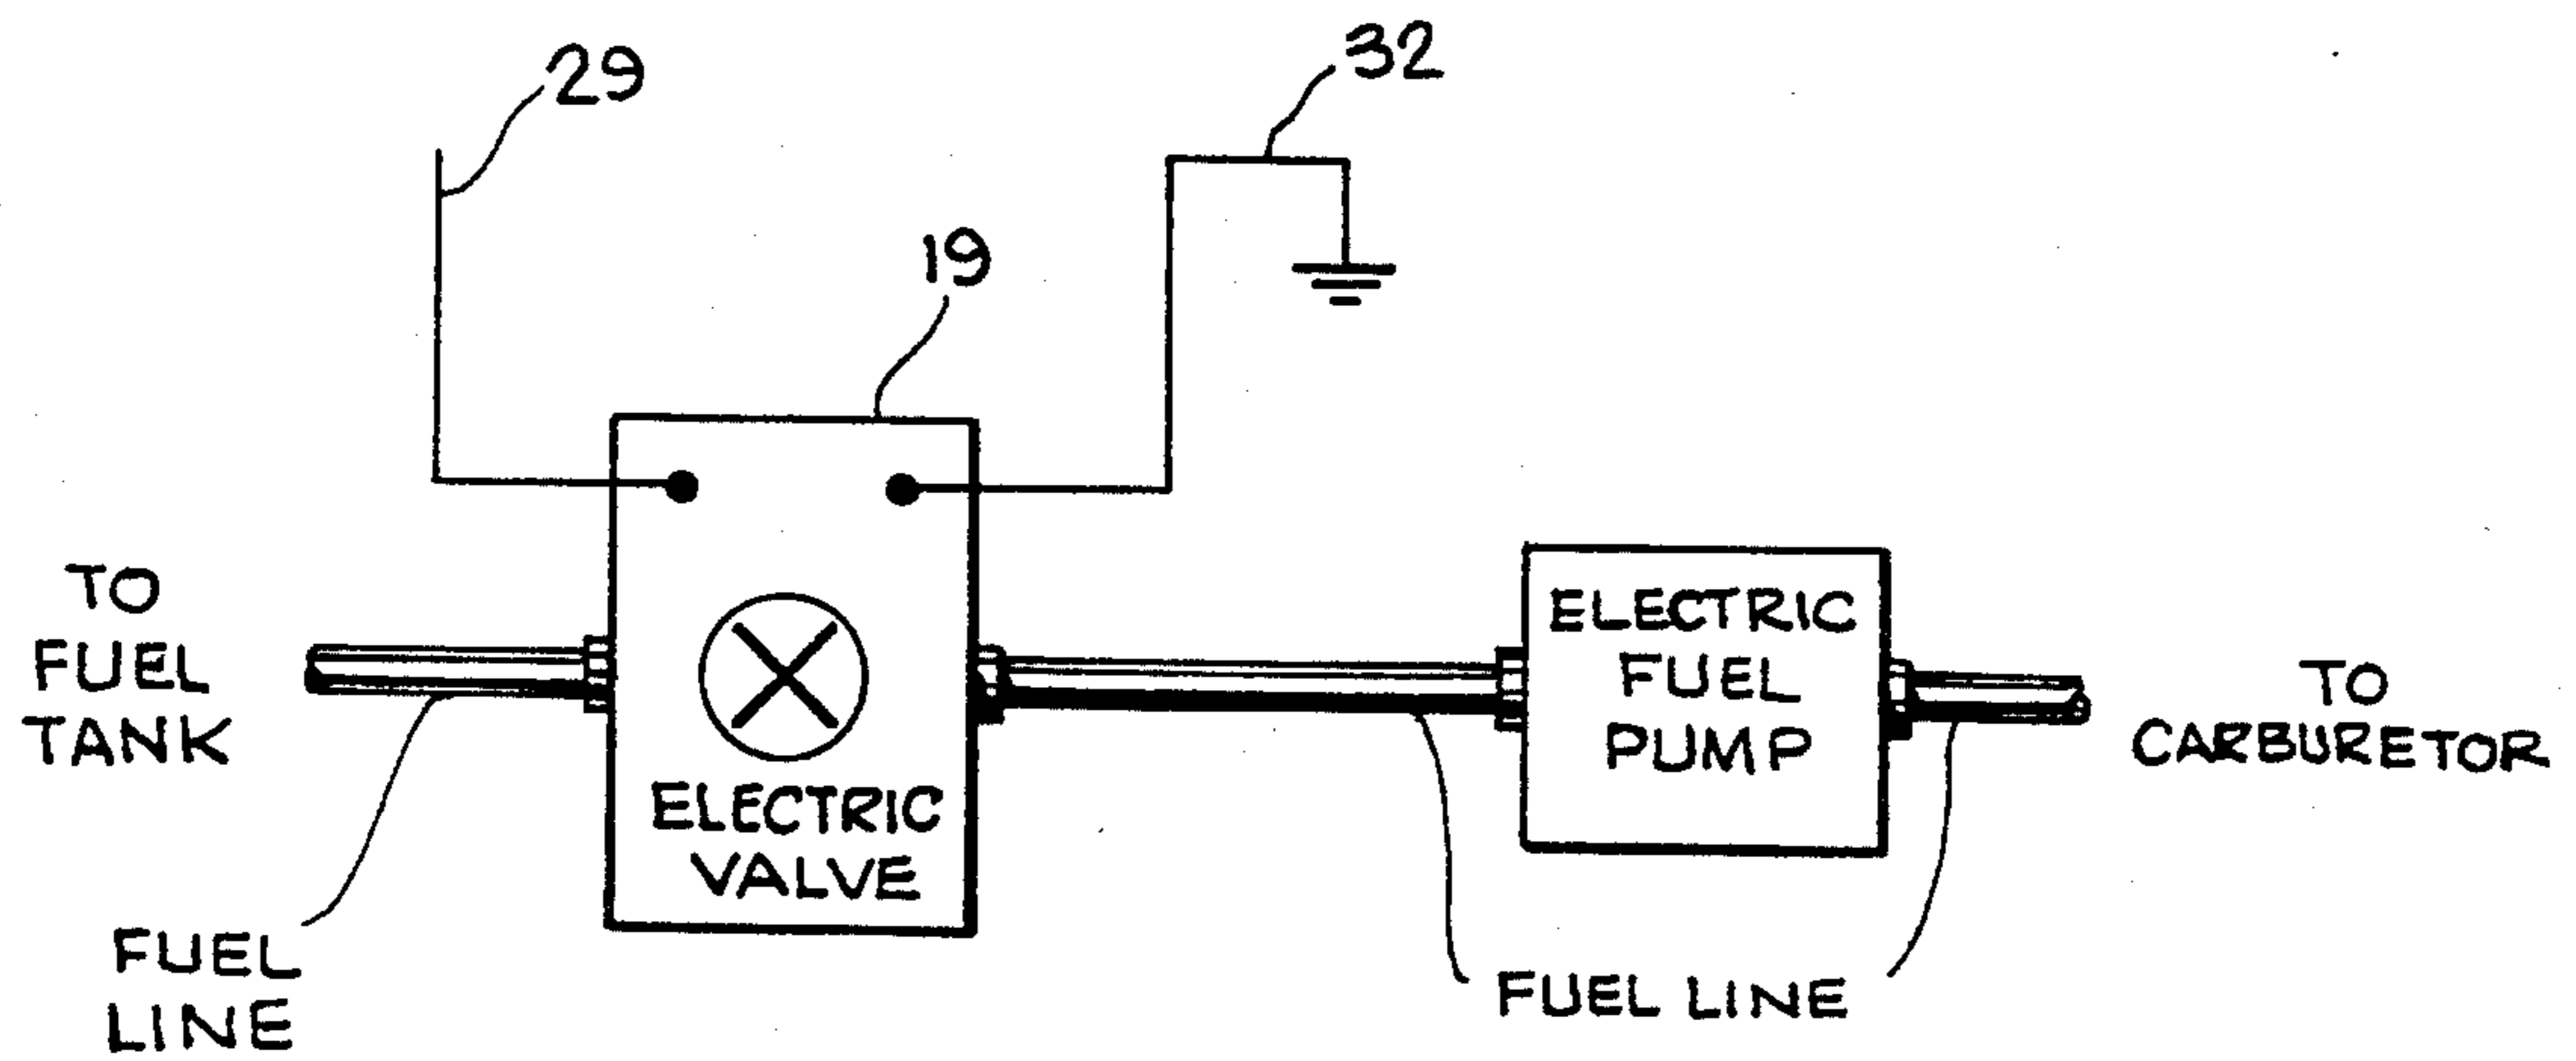 29
32
19
TO
FUEL
TANK
ELECTRIC
VALVE
ELECTRIC
FUEL
PUMP
TO
CARBURETOR
FUEL
LINE
FUEL LINE